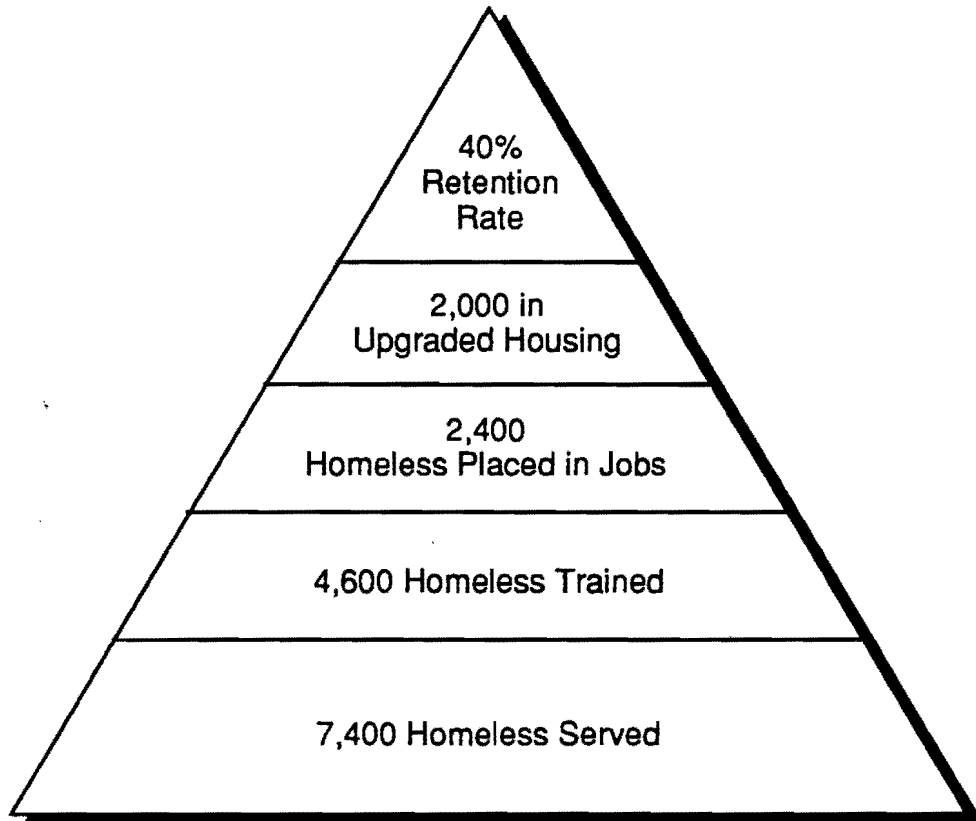 40%
Retention
Rate
2,000 in
Upgraded Housing
2,400
Homeless Placed in Jobs
4,600 Homeless Trained
7,400 Homeless Served